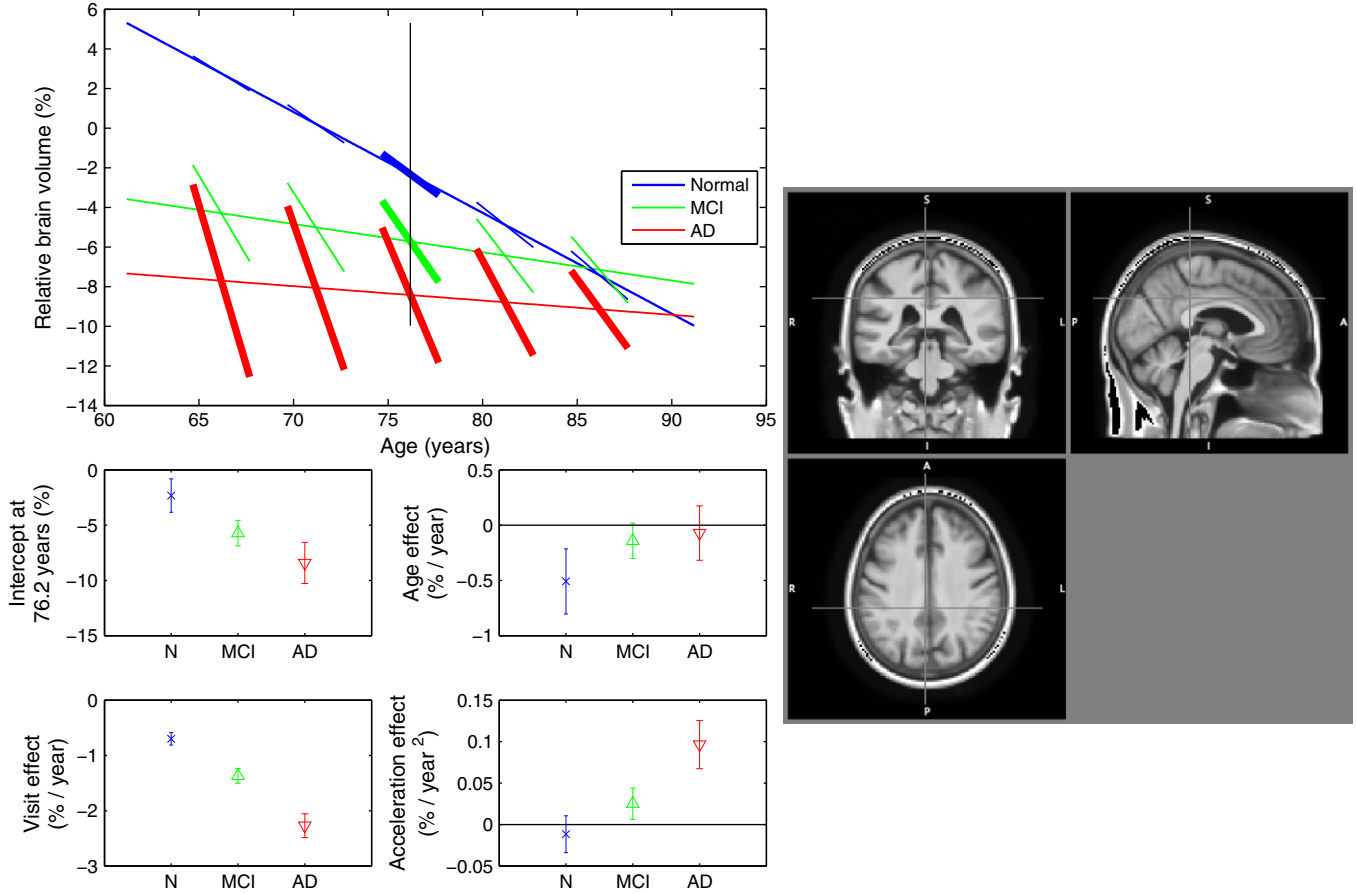 6
4
2
0
−2
−4
−6
−8
−10
−12
−14
Relative brain volume (%)
60 65 70 75 80 85 90 95
Age (years)
Normal
MCI
AD
0
−5
−10
−15
Intercept at
76.2 years (%)
N MCI AD
0.5
0
−0.5
−1
Age effect
(% / year)
N MCI AD
0
−1
−2
−3
Visit effect
(% / year)
N MCI AD
0.15
0.1
0.05
0
−0.05
Acceleration effect
(% / year 2)
N MCI AD
S
R L
I
S
P A
I
A
R L
P